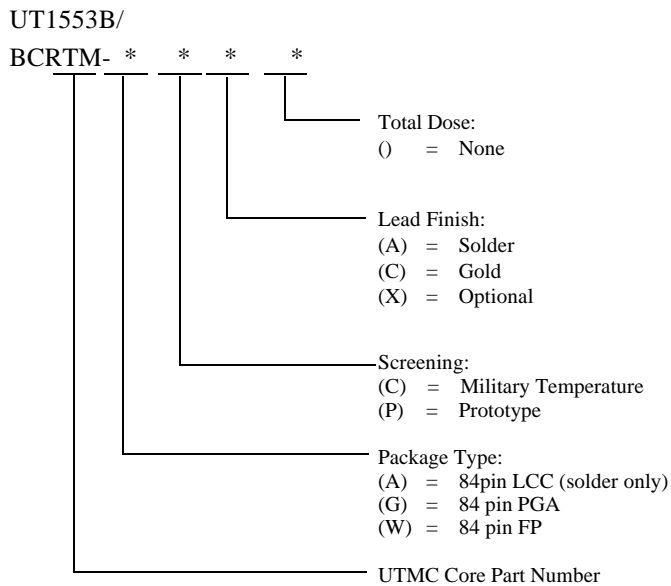 UT1553B/
BCRTM- * * * *
Total Dose:
() = None
Lead Finish:
(A) = Solder
(C) = Gold
(X) = Optional
Screening:
(C) = Military Temperature
(P) = Prototype
Package Type:
(A) = 84pin LCC (solder only)
(G) = 84 pin PGA
(W) = 84 pin FP
UTMC Core Part Number